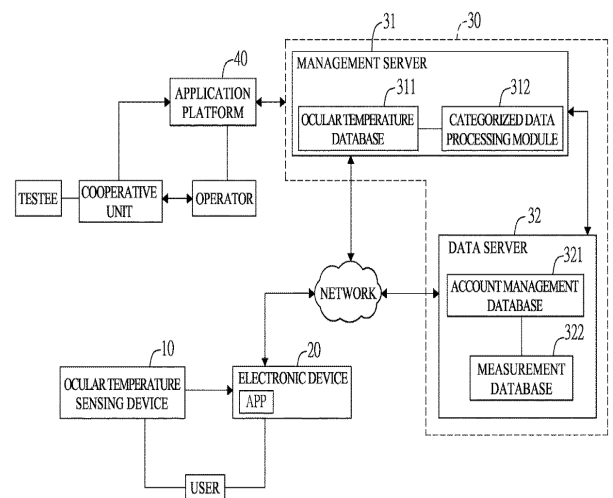 30
31
MANAGEMENT SERVER
40
APPLICATION
PLATFORM
311
312
OCULAR TEMPERATURE
DATABASE
CATEGORIZED DATA
PROCESSING MODULE
TESTEE
COOPERATIVE
UNIT
OPERATOR
32
DATA SERVER
321
ACCOUNT MANAGEMENT
DATABASE
NETWORK
322
MEASUREMENT
DATABASE
10
OCULAR TEMPERATURE
SENSING DEVICE
20
ELECTRONIC DEVICE
APP
USER